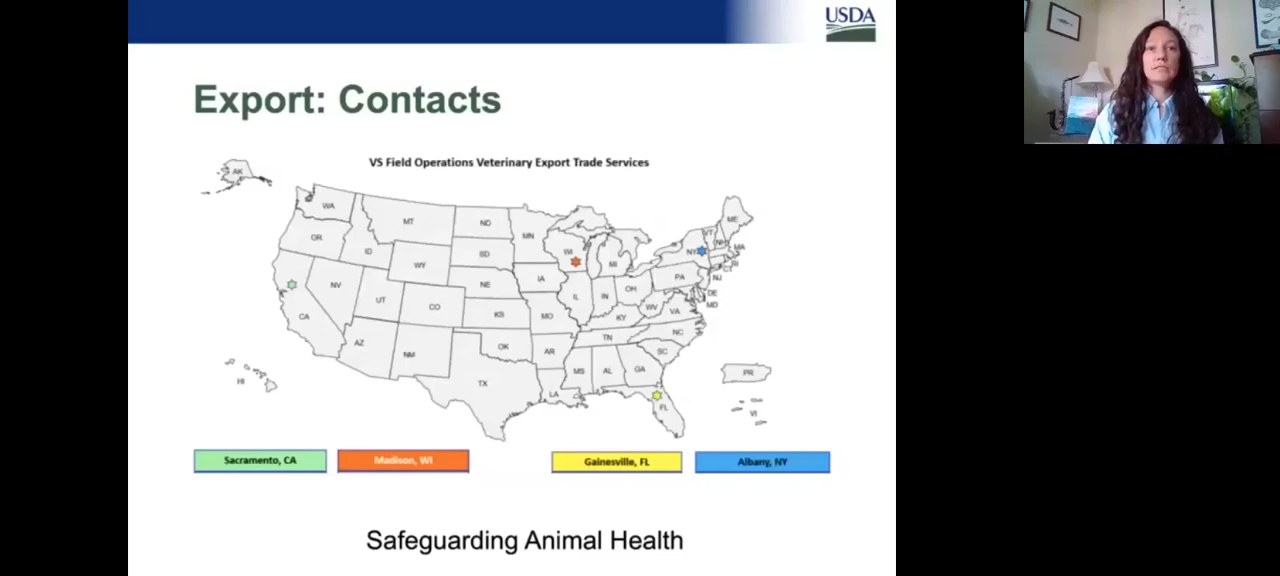 USDA
Export: Contacts
VS Field Operations Veterinary Export Trade Services
AK
WA
MT
ND
MN
ME
VT
NH
OR
ID
SD
WI
MI
NY
MA
RI
CT
WY
NE
IA
PA
NJ
NV
UT
CO
IL
IN
OH
DE
MD
CA
KS
MO
KY
WV
VA
AZ
NM
OK
AR
TN
NC
SC
TX
LA
MS
AL
GA
FL
HI
PR
VI
Sacramento, CA
Madison, WI
Gainesville, FL
Albany, NY
Safeguarding Animal Health